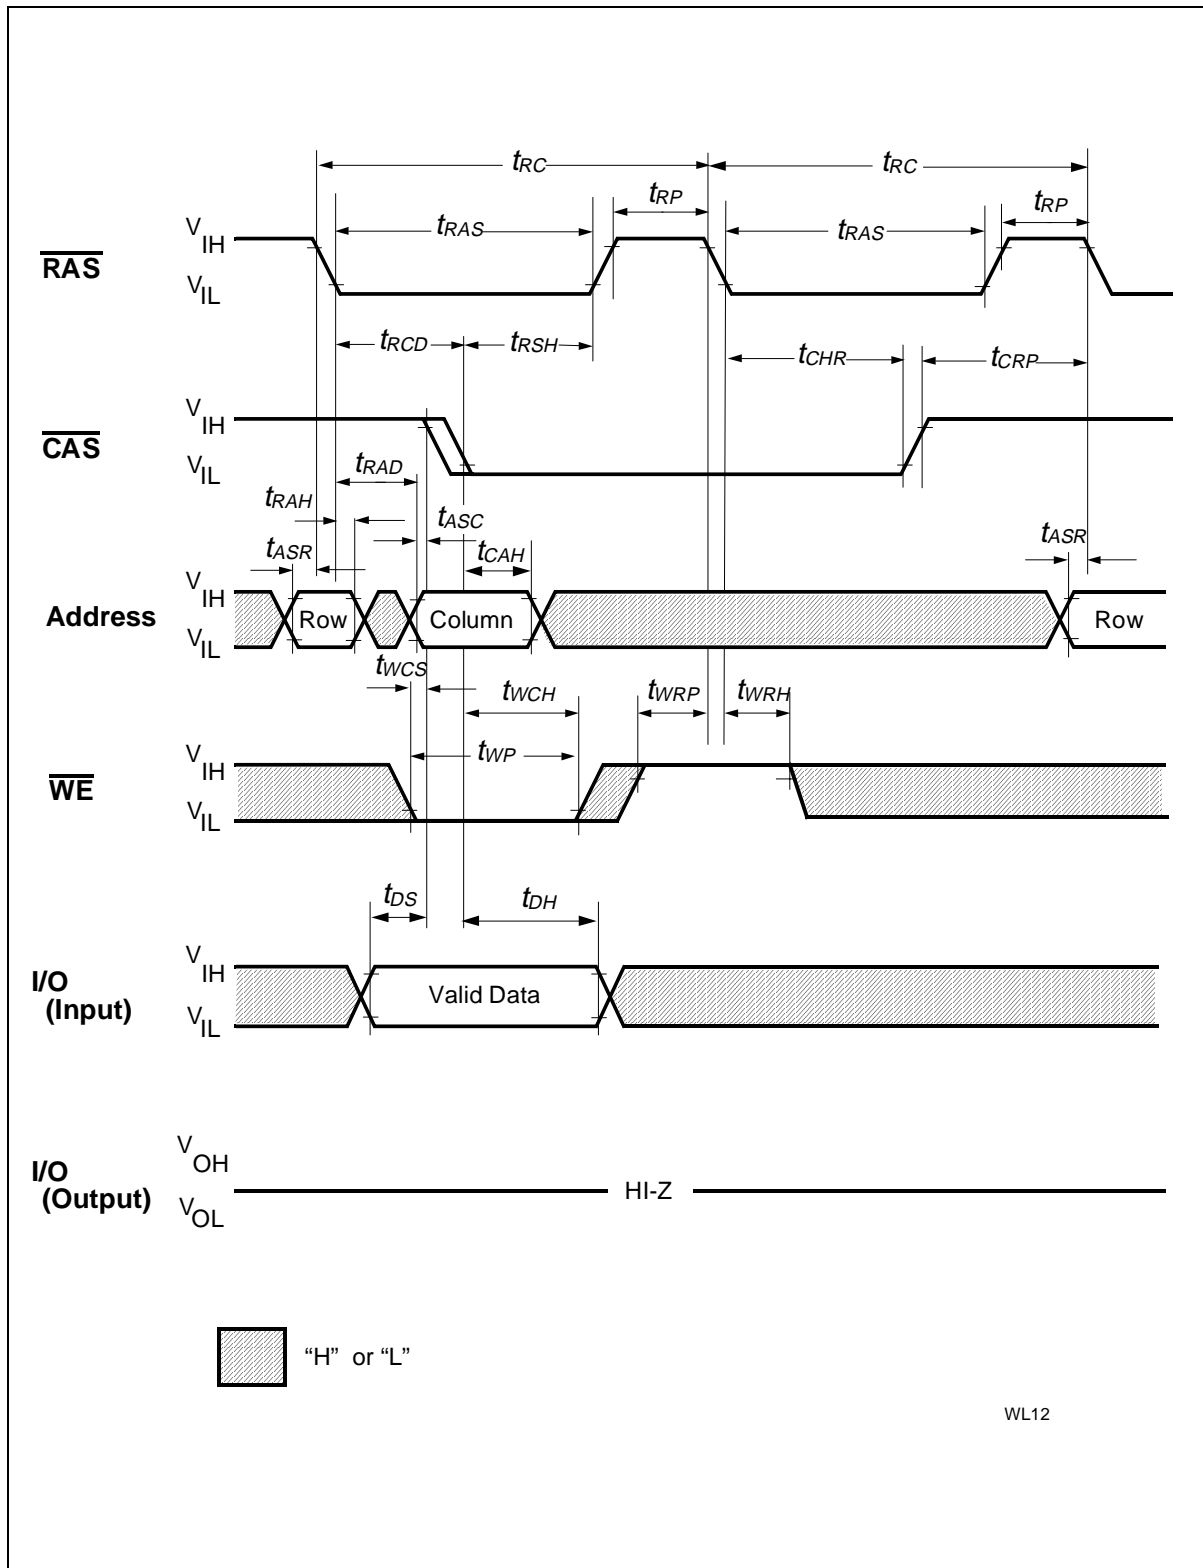 tRC tRC
tRP tRP
tRAS tRAS
RAS VIH
VIL
tRCD tRSH tCHR tCRP
CAS VIH
VIL
tRAD
tRAH
tASC
tASR tCAH tASR
Address VIH
VIL
Row Column Row
tWCS
tWCH tWRP tWRH
tWP
WE VIH
VIL
tDS tDH
I/O (Input) VIH
VIL
Valid Data
I/O (Output) VOH
VOL
HI-Z
“H” or “L”
WL12